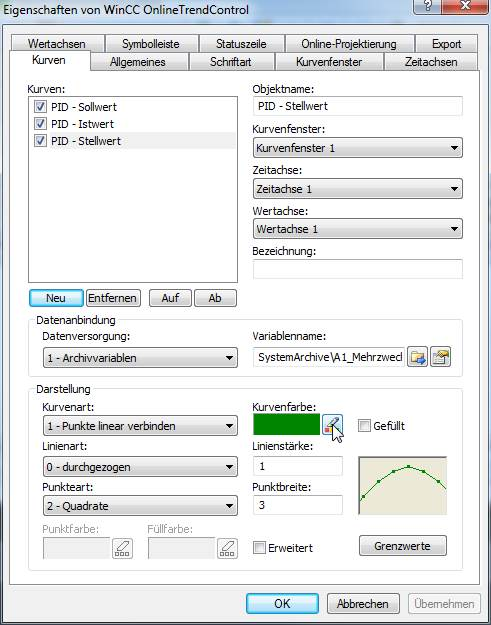 Eigenschaften von WinCC OnlineTrendControl
Wertachsen Symbolleiste Statuszeile Online-Projektierung Export
Kurven Allgemeines Schriftart Kurvenfenster Zeitachsen
Kurven:
PID - Sollwert
PID - Istwert
PID - Stellwert
Neu Entfernen Auf Ab
Objektname:
PID - Stellwert
Kurvenfenster:
Kurvenfenster 1
Zeitachse:
Zeitachse 1
Wertachse:
Wertachse 1
Bezeichnung:
Datenanbindung
Datenversorgung: Variablenname:
1 - Archivvariablen SystemArchive\A1_Mehrzwec
Darstellung
Kurvenart: Kurvenfarbe:
1 - Punkte linear verbinden Gefüllt
Linienart: Linienstärke:
0 - durchgezogen 1
Punkteart: Punktbreite:
2 - Quadrate 3
Punktfarbe: Füllfarbe:
Erweitert Grenzwerte
OK Abbrechen Übernehmen